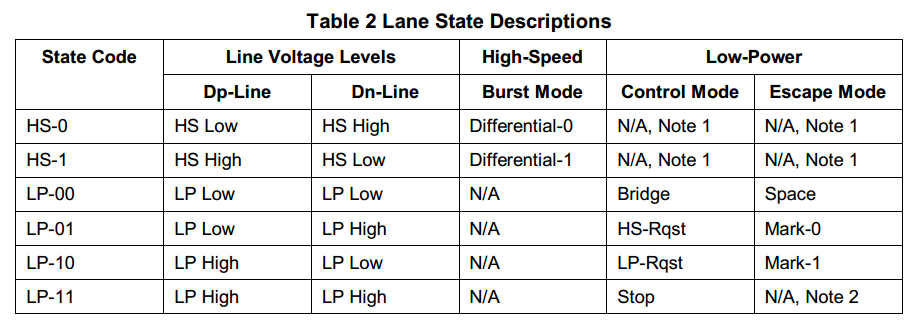 Table 2 Lane State Descriptions
State Code Line Voltage Levels High-Speed Low-Power
Dp-Line Dn-Line Burst Mode Control Mode Escape Mode
HS-0 HS Low HS High Differential-0 N/A, Note 1 N/A, Note 1
HS-1 HS High HS Low Differential-1 N/A, Note 1 N/A, Note 1
LP-00 LP Low LP Low N/A Bridge Space
LP-01 LP Low LP High N/A HS-Rqst Mark-0
LP-10 LP High LP Low N/A LP-Rqst Mark-1
LP-11 LP High LP High N/A Stop N/A, Note 2